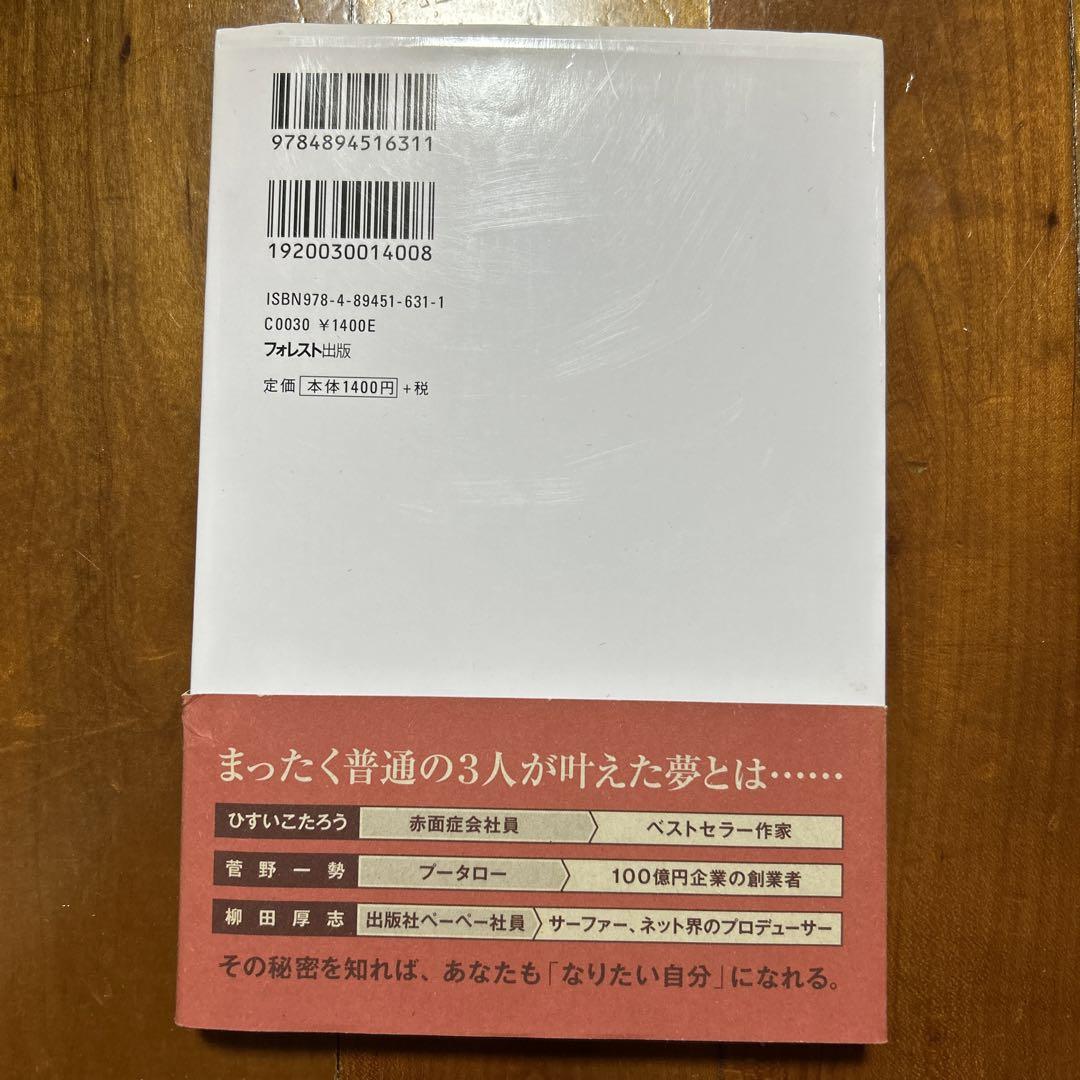 9784894516311
1920030014008
ISBN978-4-89451-631-1
C0030 ¥1400E
フォレスト出版
定価 本体1400円 +税
まったく普通の3人が叶えた夢とは……
ひすいこたろう 赤面症会社員 ベストセラー作家
菅野一勢 プータロー 100億円企業の創業者
柳田厚志 出版社ペーペー社員 サーファー、ネット界のプロデューサー
その秘密を知れば、あなたも「なりたい自分」になれる。